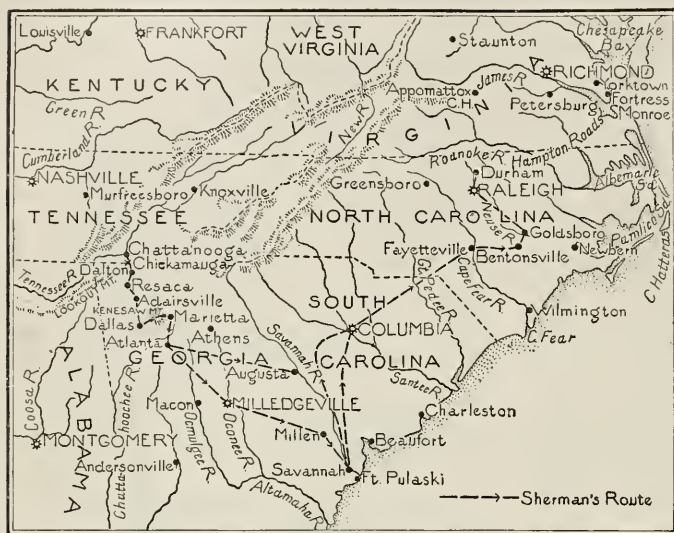 Louisville
FRANKFORT
WEST
VIRGINIA
Staunton
Chesapeake
Bay
KENTUCKY
RICHMOND
Yorktown
Fortress
Monroe
Appomattox
C.H.
James R.
Petersburg
Green R.
New R.
VIRGINIA
Cumberland R.
Roanoke R.
Hampton Roads
NASHVILLE
Murfreesboro
Knoxville
Greensboro
Durham
RALEIGH
Albemarle
Sd.
TENNESSEE
NORTH CAROLINA
Neuse R.
Goldsboro
Pamlico Sd.
C Hatteras
Chattanooga
Chickamauga
Fayetteville
Bentonsville
Newbern
Tennessee R.
LOOKOUT MT.
Dalton
Resaca
Adairsville
KENESAW MT.
Dallas
Marietta
SOUTH
CAROLINA
Gt. Pedee R.
Cape Fear R.
Wilmington
C. Fear
Atlanta
Athens
Savannah R.
COLUMBIA
GEORGIA
Augusta
Santee R.
ALABAMA
Coosa R.
Chattahoochee R.
Macon
Ocmulgee R.
MILLEDGEVILLE
Oconee R.
Charleston
MONTGOMERY
Millen
Beaufort
Andersonville
Savannah
Ft. Pulaski
Altamaha R.
Sherman's Route